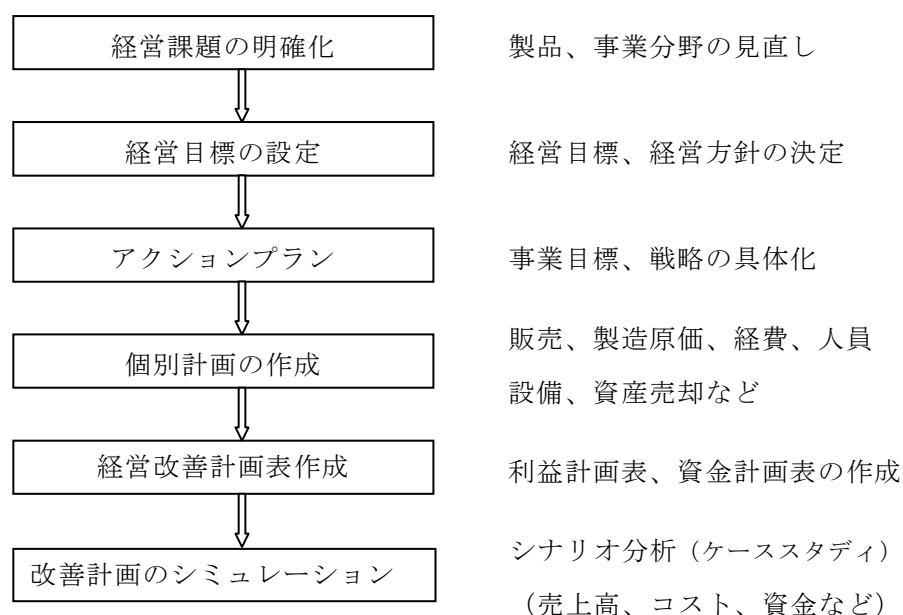 経営課題の明確化
製品、事業分野の見直し
経営目標の設定
経営目標、経営方針の決定
アクションプラン
事業目標、戦略の具体化
個別計画の作成
販売、製造原価、経費、人員
設備、資産売却など
経営改善計画表作成
利益計画表、資金計画表の作成
改善計画のシミュレーション
シナリオ分析（ケーススタディ）
（売上高、コスト、資金など）